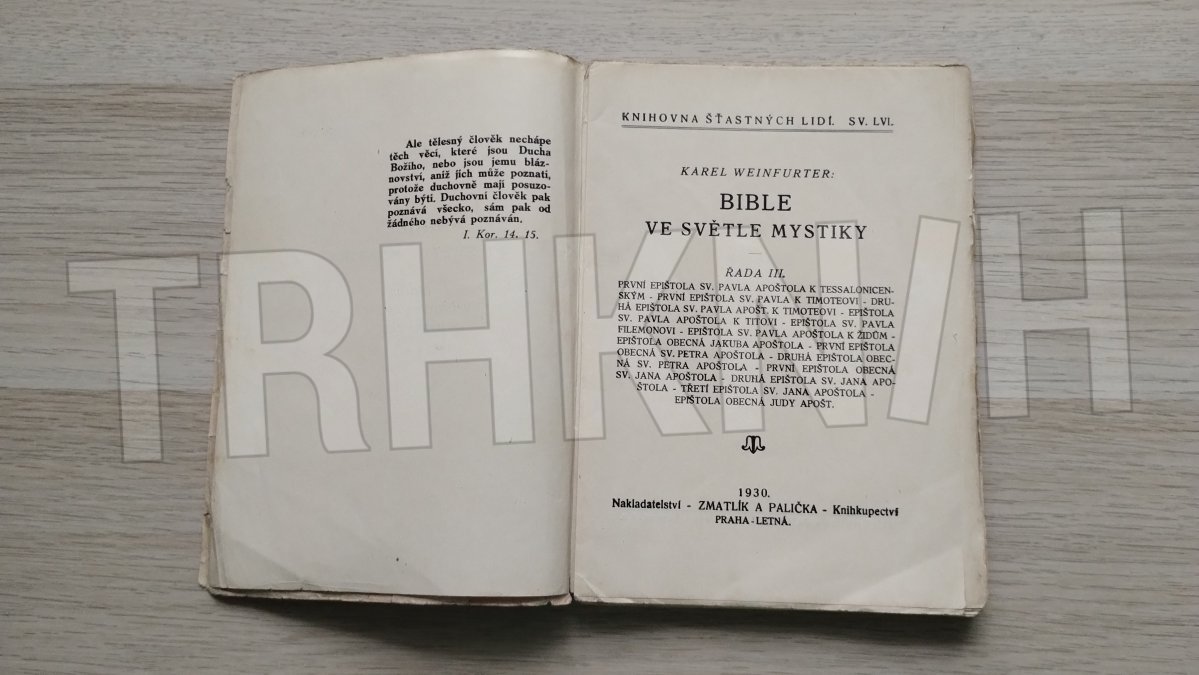 Ale tělesný člověk nechápe
těch věcí, které jsou Ducha
Božího, nebo jsou jemu bláz-
novství, aniž jich může poznati,
protože duchovně mají posuzo-
vány býti. Duchovní člověk pak
poznává všecko, sám pak od
žádného nebývá poznáván.
I. Kor. 14. 15.
KNIHOVNA ŠŤASTNÝCH LIDÍ. SV. LVI.
KAREL WEINFURTER:
BIBLE
VE SVĚTLE MYSTIKY
ŘADA III.
PRVNÍ EPIŠTOLA SV. PAVLA APOŠTOLA K TESSALONICEN-
SKÝM - PRVNÍ EPIŠTOLA SV. PAVLA K TIMOTEOVI - DRU-
HÁ EPIŠTOLA SV. PAVLA APOŠT. K TIMOTEOVI - EPIŠTOLA
SV. PAVLA APOŠTOLA K TITOVI - EPIŠTOLA SV. PAVLA
FILEMONOVI - EPIŠTOLA SV. PAVLA APOŠTOLA K ŽIDŮM -
EPIŠTOLA OBECNÁ JAKUBA APOŠTOLA - PRVNÍ EPIŠTOLA
OBECNÁ SV. PETRA APOŠTOLA - DRUHÁ EPIŠTOLA OBEC-
NÁ SV. PETRA APOŠTOLA - PRVNÍ EPIŠTOLA OBECNÁ
SV. JANA APOŠTOLA - DRUHÁ EPIŠTOLA SV. JANA APO-
ŠTOLA - TŘETÍ EPIŠTOLA SV. JANA APOŠTOLA -
EPIŠTOLA OBECNÁ JUDY APOŠT.
1930.
Nakladatelství - ZMATLÍK A PALIČKA - Knihkupectví
PRAHA - LETNÁ.
TRHKNIH